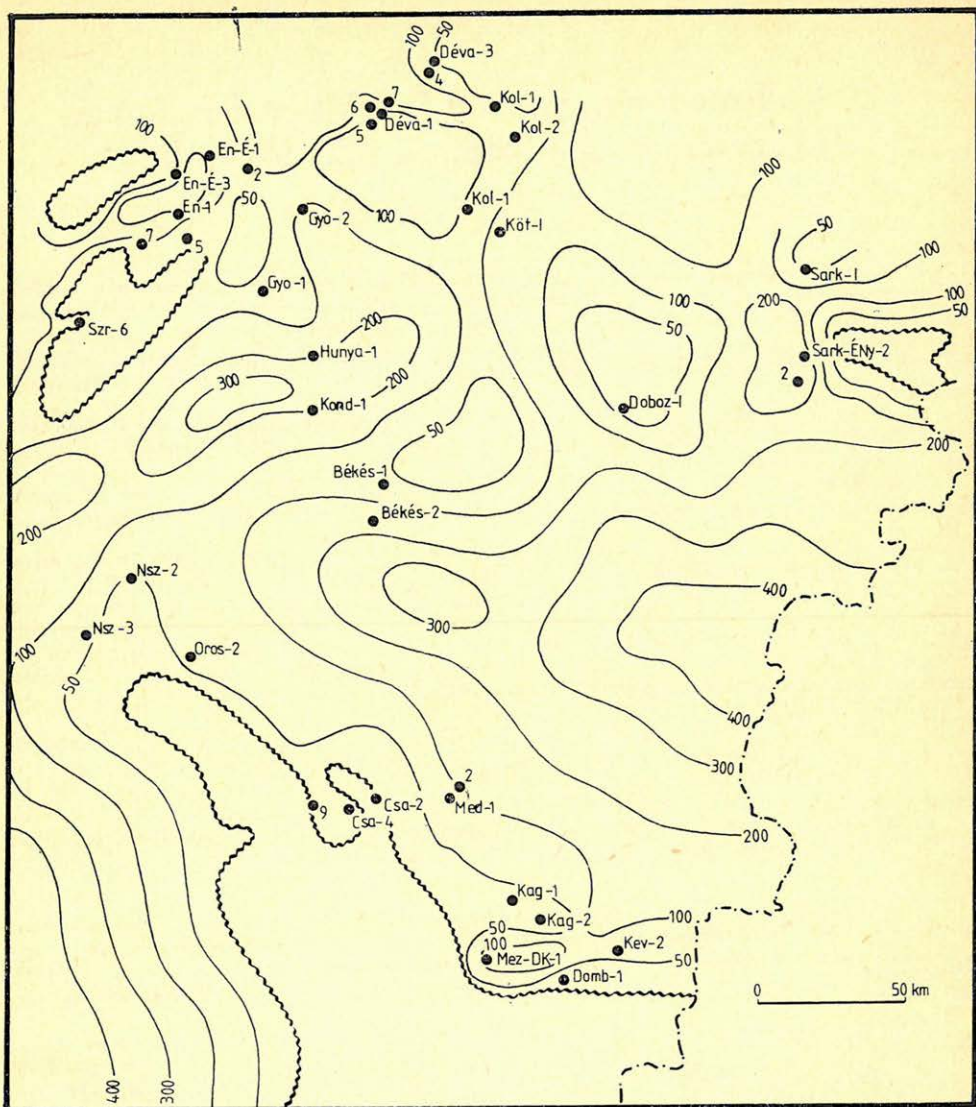 50
100
Déva-3
4
7
6
Déva-1
5
Kol-1
Kol-2
100
En-É-1
2
En-É-3
En-1
50
Gyo-2
100
Kol-1
Köt-I
100
50
100
7
5
Sark-I
Gyo-1
Szr-6
200
100
50
200
100
50
Hunya-1
Sark-ÉNy-2
2
300
200
Kond-1
Doboz-I
50
200
Békés-1
200
Békés-2
Nsz-2
400
300
Nsz-3
100
Oros-2
50
400
300
2
Med-1
Csa-2
9
Csa-4
200
Kag-1
Kag-2
100
50
100
Mez-DK-1
Kev-2
50
Domb-1
0 50 km
400
300